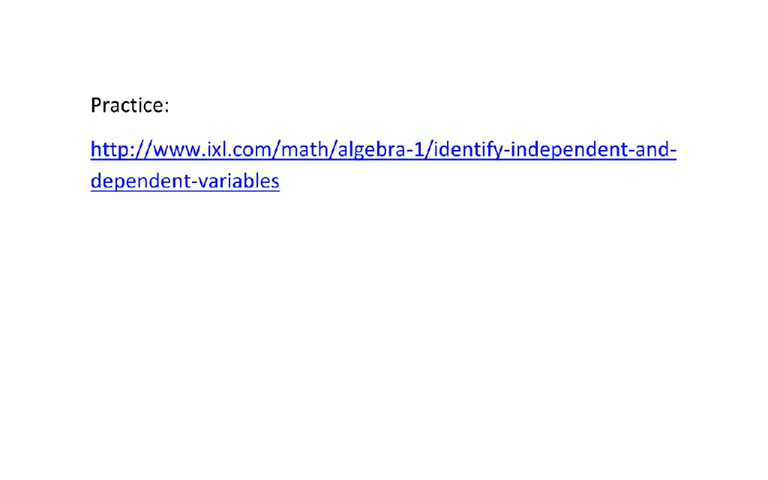 Practice:
http://www.ixl.com/math/algebra-1/identify-independent-and-
dependent-variables